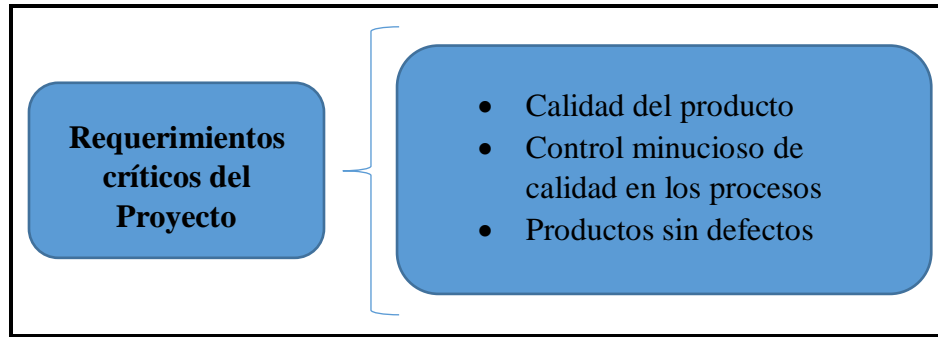 Requerimientos
críticos del
Proyecto
• Calidad del producto
• Control minucioso de
calidad en los procesos
• Productos sin defectos